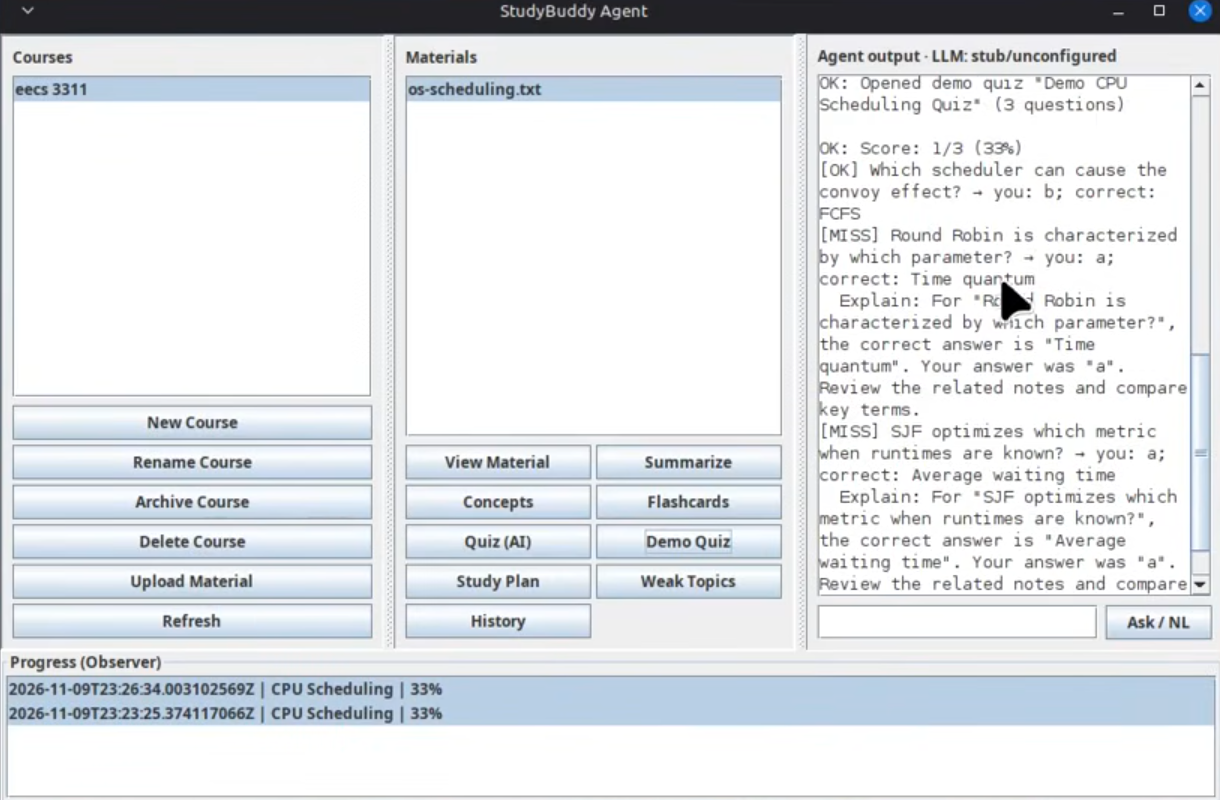 StudyBuddy Agent
Courses
eecs 3311
New Course
Rename Course
Archive Course
Delete Course
Upload Material
Refresh
Materials
os-scheduling.txt
View Material
Summarize
Concepts
Flashcards
Quiz (AI)
Demo Quiz
Study Plan
Weak Topics
History
Agent output · LLM: stub/unconfigured
OK: Opened demo quiz "Demo CPU
Scheduling Quiz" (3 questions)
OK: Score: 1/3 (33%)
[OK] Which scheduler can cause the
convoy effect? → you: b; correct:
FCFS
[MISS] Round Robin is characterized
by which parameter? → you: a;
correct: Time quantum
Explain: For "Round Robin is
characterized by which parameter?",
the correct answer is "Time
quantum". Your answer was "a".
Review the related notes and compare
key terms.
[MISS] SJF optimizes which metric
when runtimes are known? → you: a;
correct: Average waiting time
Explain: For "SJF optimizes which
metric when runtimes are known?",
the correct answer is "Average
waiting time". Your answer was "a".
Review the related notes and compare
Ask / NL
Progress (Observer)
2026-11-09T23:26:34.003102569Z | CPU Scheduling | 33%
2026-11-09T23:23:25.374117066Z | CPU Scheduling | 33%